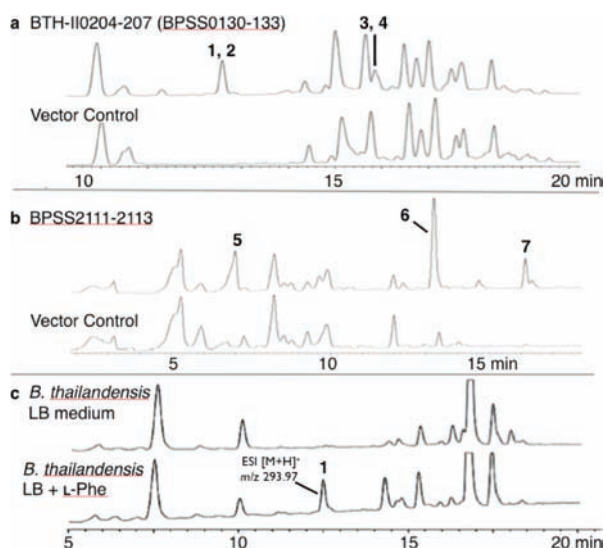 a BTH-II0204-207 (BPSS0130-133)
1, 2
3, 4
Vector Control
10 15 20 min
b BPSS2111-2113
5
6
7
Vector Control
5 10 15 min
c B. thailandensis
LB medium
B. thailandensis
LB + L-Phe
ESI [M+H]+
m/z 293.97
1
5 10 15 20 min